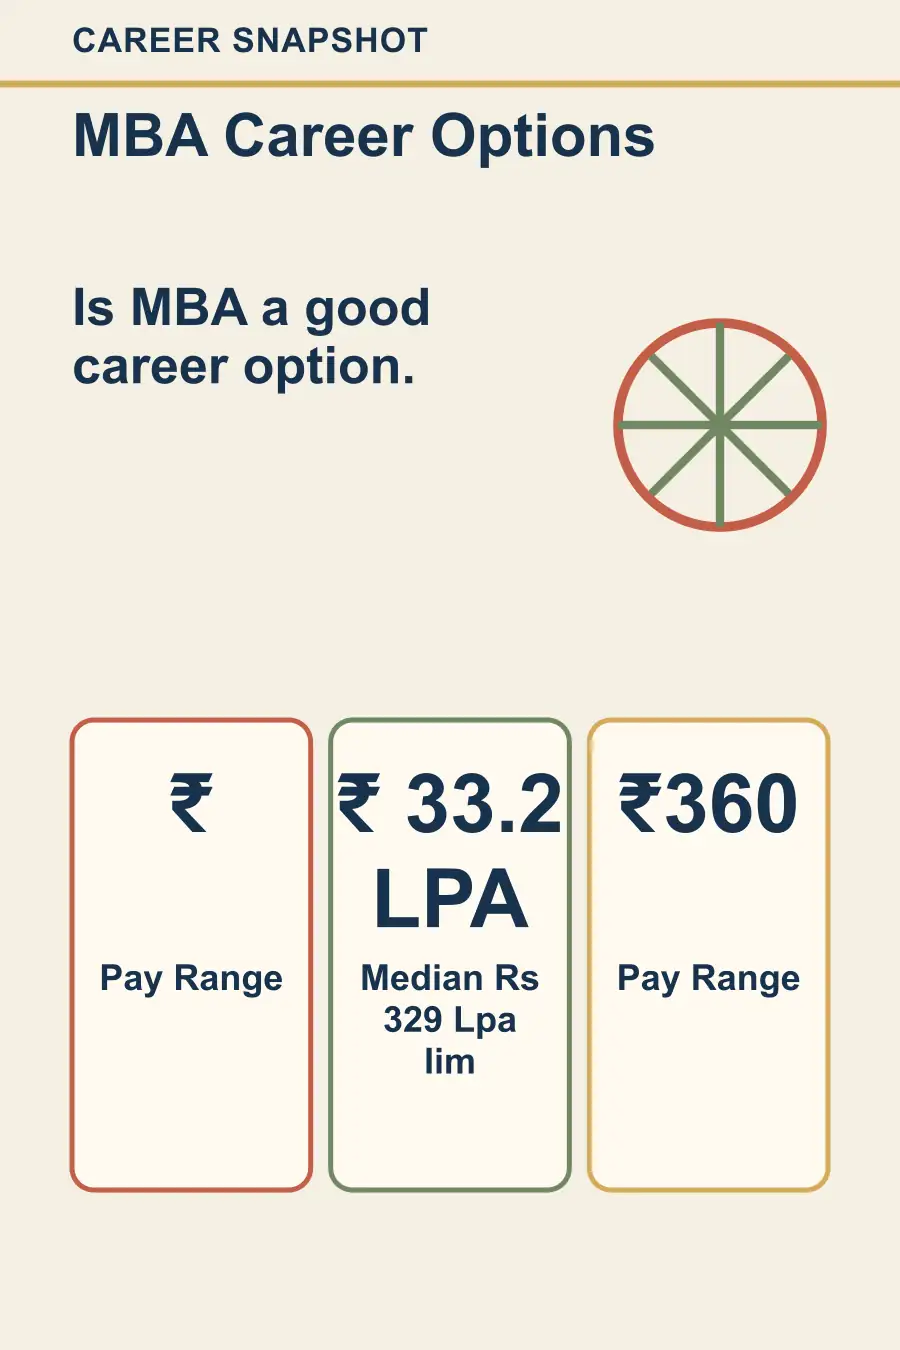 CAREER SNAPSHOT
MBA Career Options
Is MBA a good
career option.
₹
Pay Range
₹ 33.2
LPA
Median Rs
329 Lpa
lim
₹360
Pay Range